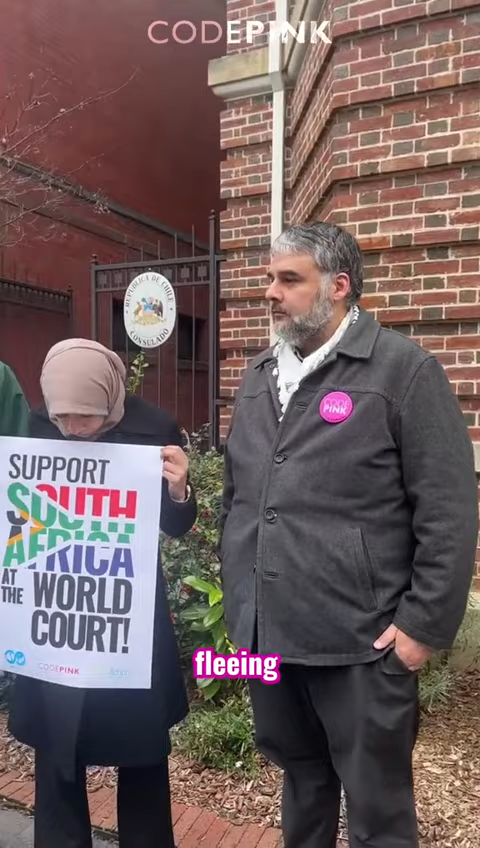 CODEPINK
REPUBLICA DE CHILE
CONSULADO
CODE
PINK
SUPPORT
SOUTH
AFRICA
AT
THE
WORLD
COURT!
CODEPINK
fleeing